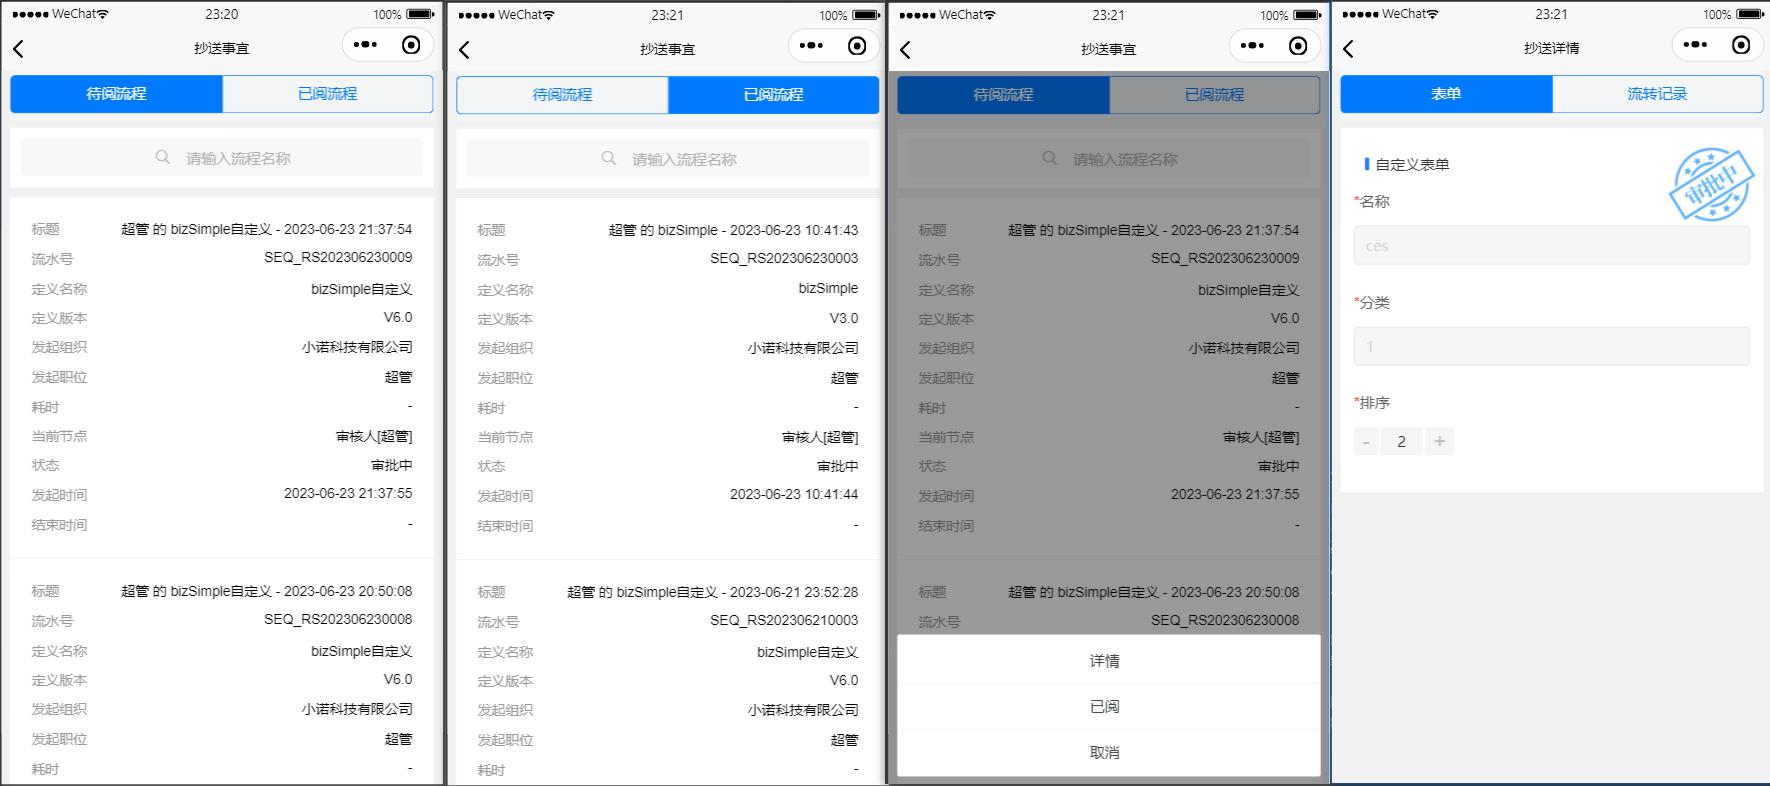 WeChat 23:20 100%
抄送事宜
待阅流程 已阅流程
请输入流程名称
标题 超管 的 bizSimple自定义 - 2023-06-23 21:37:54
流水号 SEQ_RS202306230009
定义名称 bizSimple自定义
定义版本 V6.0
发起组织 小诺科技有限公司
发起职位 超管
耗时 -
当前节点 审核人[超管]
状态 审批中
发起时间 2023-06-23 21:37:55
结束时间 -
标题 超管 的 bizSimple自定义 - 2023-06-23 20:50:08
流水号 SEQ_RS202306230008
定义名称 bizSimple自定义
定义版本 V6.0
发起组织 小诺科技有限公司
发起职位 超管
耗时 -
WeChat 23:21 100%
抄送事宜
待阅流程 已阅流程
请输入流程名称
标题 超管 的 bizSimple - 2023-06-23 10:41:43
流水号 SEQ_RS202306230003
定义名称 bizSimple
定义版本 V3.0
发起组织 小诺科技有限公司
发起职位 超管
耗时 -
当前节点 审核人[超管]
状态 审批中
发起时间 2023-06-23 10:41:44
结束时间 -
标题 超管 的 bizSimple自定义 - 2023-06-21 23:52:28
流水号 SEQ_RS202306210003
定义名称 bizSimple自定义
定义版本 V6.0
发起组织 小诺科技有限公司
发起职位 超管
耗时 -
WeChat 23:21 100%
抄送事宜
待阅流程 已阅流程
请输入流程名称
标题 超管 的 bizSimple自定义 - 2023-06-23 21:37:54
流水号 SEQ_RS202306230009
定义名称 bizSimple自定义
定义版本 V6.0
发起组织 小诺科技有限公司
发起职位 超管
耗时 -
当前节点 审核人[超管]
状态 审批中
发起时间 2023-06-23 21:37:55
结束时间 -
标题 超管 的 bizSimple自定义 - 2023-06-23 20:50:08
流水号 SEQ_RS202306230008
详情
已阅
取消
WeChat 23:21 100%
抄送详情
表单 流转记录
自定义表单
审批中
*名称
ces
*分类
1
*排序
- 2 +